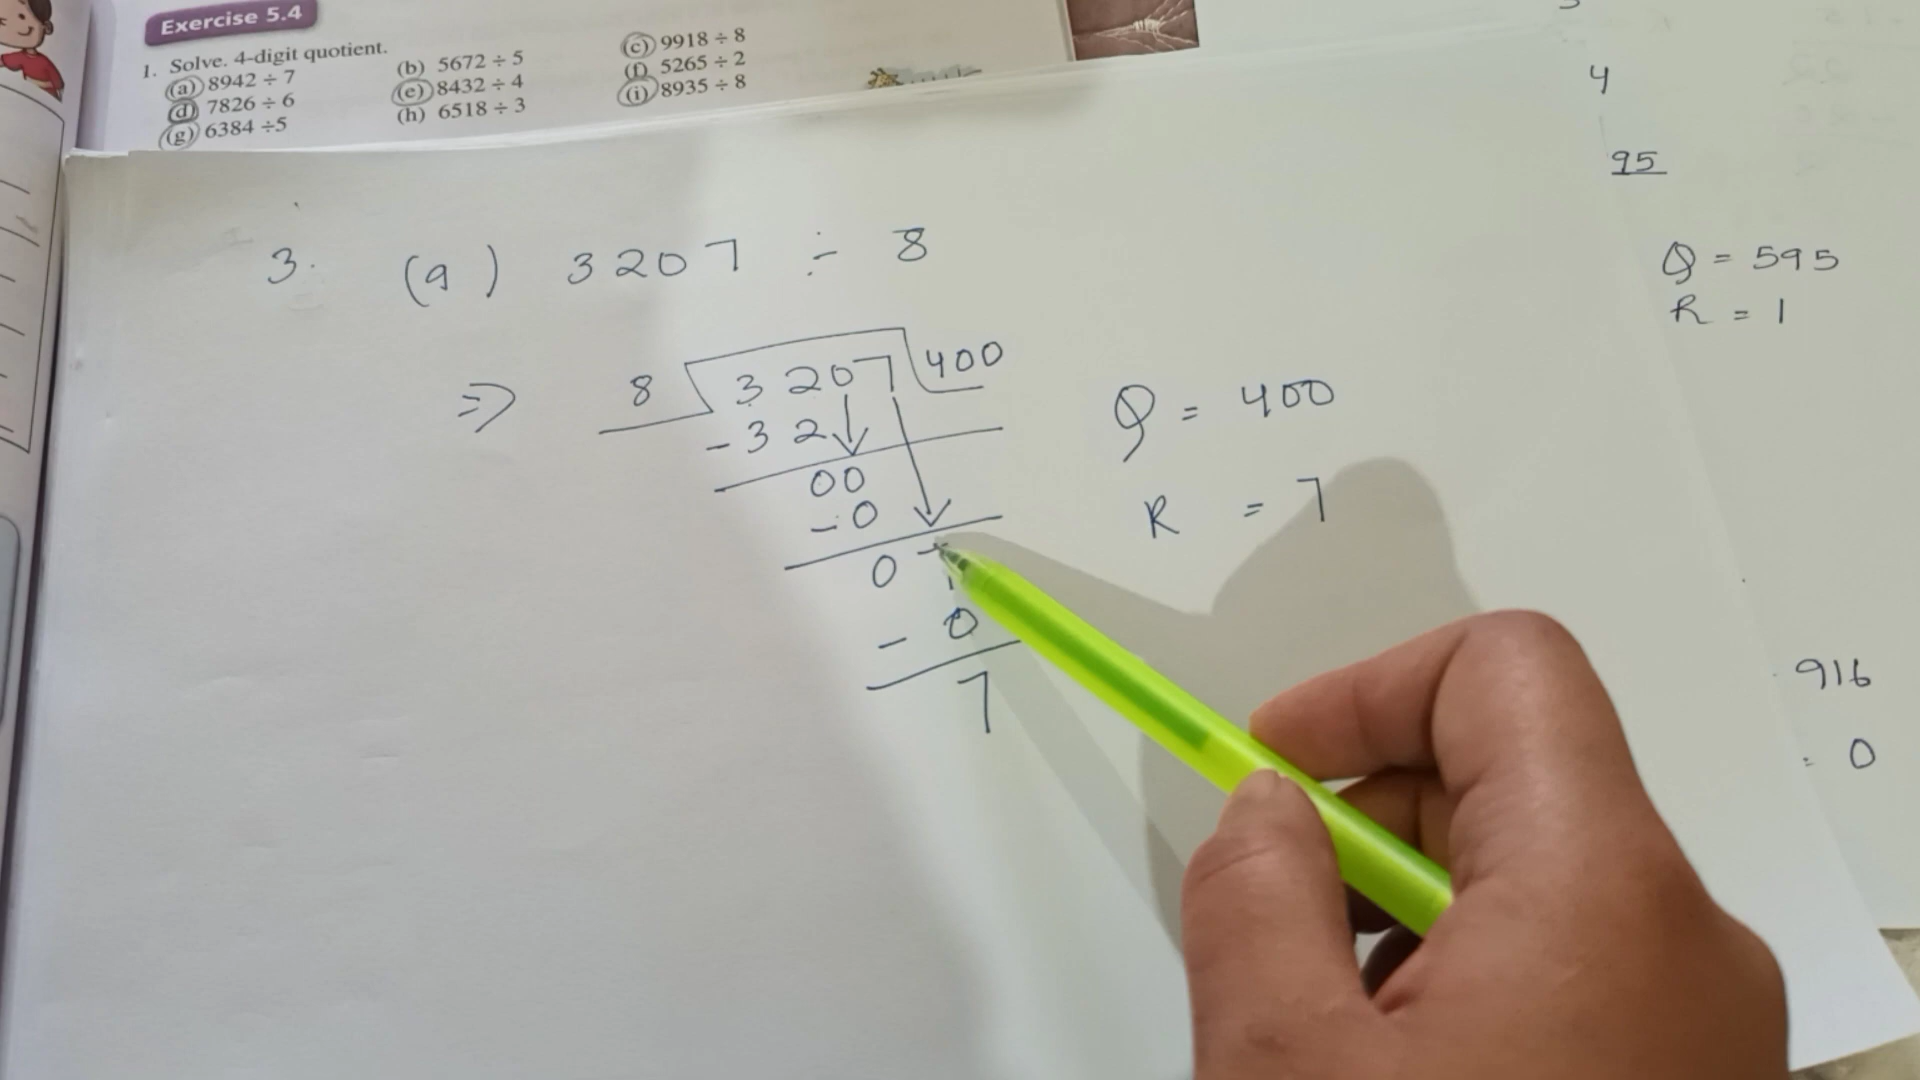 Exercise 5.4
1. Solve. 4-digit quotient.
(a) 8942 ÷ 7 (b) 5672 ÷ 5 (c) 9918 ÷ 8
(d) 7826 ÷ 6 (e) 8432 ÷ 4 (f) 5265 ÷ 2
(g) 6384 ÷5 (h) 6518 ÷ 3 (i) 8935 ÷ 8
3. (a) 3207 ÷ 8
=> 8 3207 400
- 32
00
- 0
0 7
- 0
7
Q = 400
R = 7
4
95
Q = 595
R = 1
916
= 0